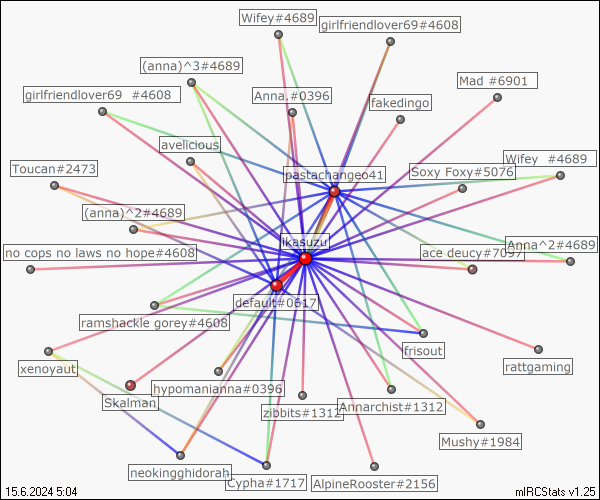 Wifey#4689
girlfriendlover69#4608
(anna)^3#4689
Mad #6901
girlfriendlover69 #4608
Anna.#0396
fakedingo
avelicious
Wifey #4689
Toucan#2473
pastachangeo41
Soxy Foxy#5076
(anna)^2#4689
ikasuzu
Anna^2#4689
no cops no laws no hope#4608
ace deucy#7097
default#0617
ramshackle gorey#4608
frisout
xenoyaut
rattgaming
hypomanianna#0396
Skalman
zibbits#1312
Annarchist#1312
Mushy#1984
neokingghidorah
Cypha#1717
AlpineRooster#2156
15.6.2024 5:04
mIRCStats v1.25